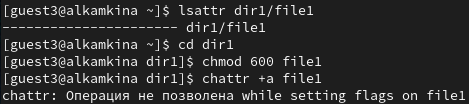 [guest3@alkamkina ~]$ lsattr dir1/file1
---------------------- dir1/file1
[guest3@alkamkina ~]$ cd dir1
[guest3@alkamkina dir1]$ chmod 600 file1
[guest3@alkamkina dir1]$ chattr +a file1
chattr: Операция не позволена while setting flags on file1